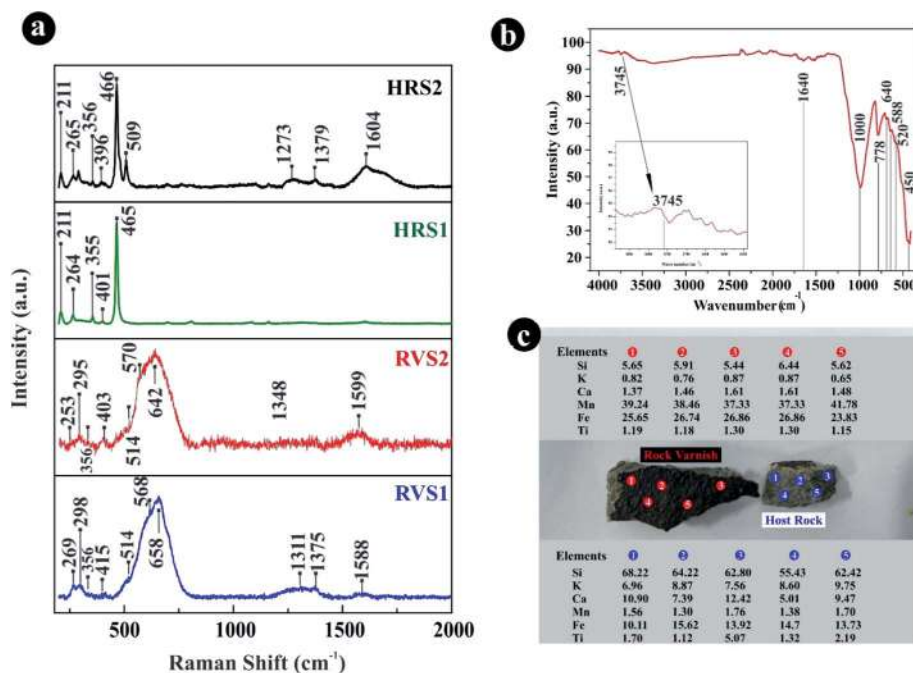 a
HRS2
211
265
356
396
466
509
1273
1379
1604
HRS1
211
264
355
401
465
RVS2
253
295
356
403
514
570
642
1348
1599
RVS1
269
298
356
415
514
568
658
1311
1375
1588
Intensity (a.u.)
500 1000 1500 2000
Raman Shift (cm-1)
b
Intensity (a.u.)
100
90
80
70
60
50
40
30
20
3745
3745
1640
1000
778
640
588
520
450
4000 3500 3000 2500 2000 1500 1000 500
Wavenumber(cm-1)
c
Elements 1 2 3 4 5
Si 5.65 5.91 5.44 6.44 5.62
K 0.82 0.76 0.87 0.87 0.65
Ca 1.37 1.46 1.61 1.61 1.48
Mn 39.24 38.46 37.33 37.33 41.78
Fe 25.65 26.74 26.86 26.86 23.83
Ti 1.19 1.18 1.30 1.30 1.15
Rock Varnish
1 2 3
4 5
1 2 3
4 5
Host Rock
Elements 1 2 3 4 5
Si 68.22 64.22 62.80 55.43 62.42
K 6.96 8.87 7.56 8.60 9.75
Ca 10.90 7.39 12.42 5.01 9.47
Mn 1.56 1.30 1.76 1.38 1.70
Fe 10.11 15.62 13.92 14.7 13.73
Ti 1.70 1.12 5.07 1.32 2.19